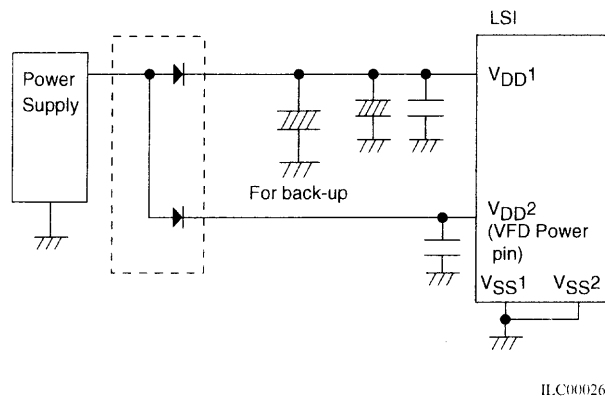 LSI
Power
Supply
VDD1
For back-up
VDD2
(VFD Power
pin)
VSS1 VSS2
ILC00026